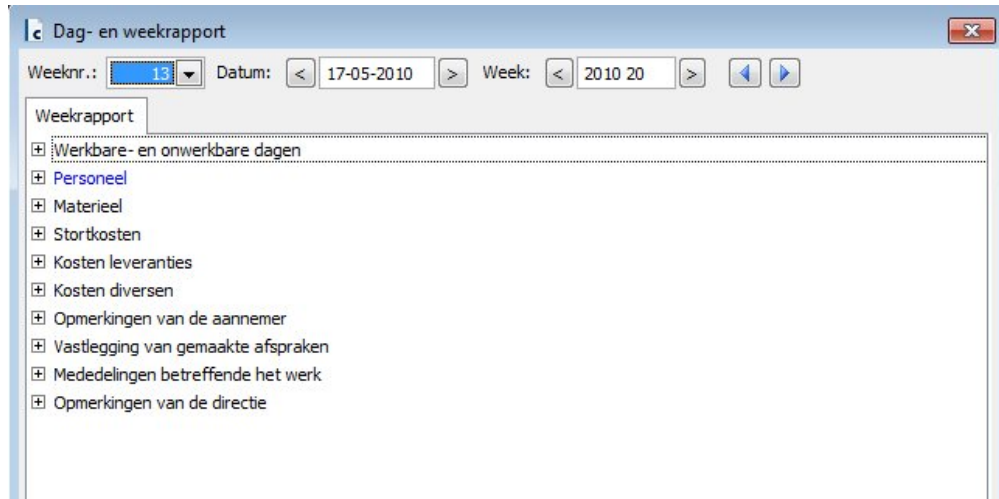 Dag- en weekrapport
Weeknr.: 13 Datum: < 17-05-2010 > Week: < 2010 20 >
Weekrapport
Werkbare- en onwerkbare dagen
Personeel
Materieel
Stortkosten
Kosten leveranties
Kosten diversen
Opmerkingen van de aannemer
Vastlegging van gemaakte afspraken
Mededelingen betreffende het werk
Opmerkingen van de directie